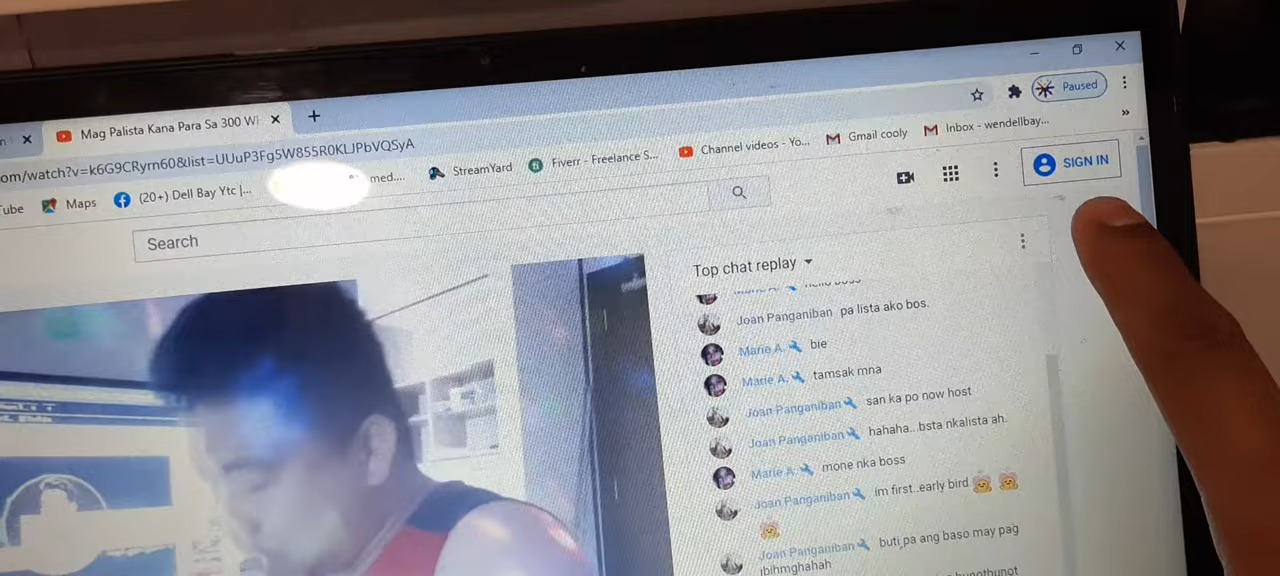 Mag Palista Kana Para Sa 300 W
Paused
om/watch?v=k6G9CRyrn60&list=UUuP3Fg5W855R0KLJPbVQSyA
Maps
(20+) Dell Bay Ytc |...
med....
StreamYard
Fiverr - Freelance S...
Channel videos - Yo...
Gmail cooly
Inbox - wendellbay...
»
Search
SIGN IN
Top chat replay
Joan Panganiban pa lista ako bos.
Marie A. bie
Marie A. tamsak mna
Joan Panganiban san ka po now host
Joan Panganiban hahaha...bsta nkalista ah.
Marie A. mone nka boss
Joan Panganiban im first..early bird
Joan Panganiban buti pa ang baso may pag
ibihmghahah